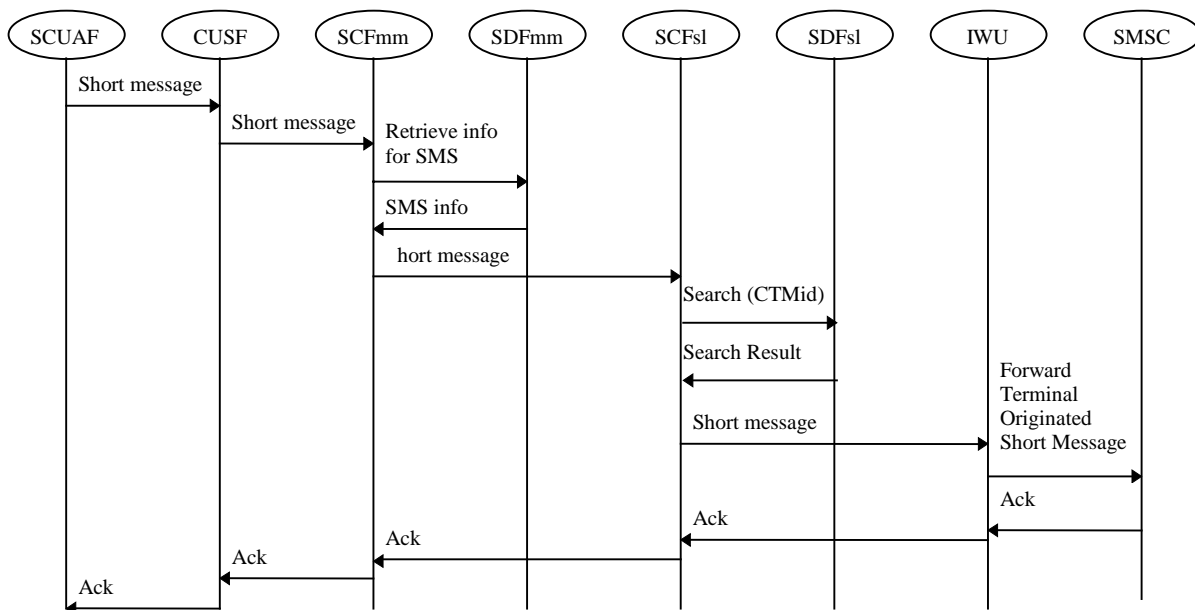 SCUAF CUSF SCFmm SDFmm SCFsl SDFsl IWU SMSC
Short message
Short message
Retrieve info
for SMS
SMS info
hort message
Search (CTMid)
Search Result
Forward
Terminal
Originated
Short Message
Short message
Ack
Ack
Ack
Ack
Ack